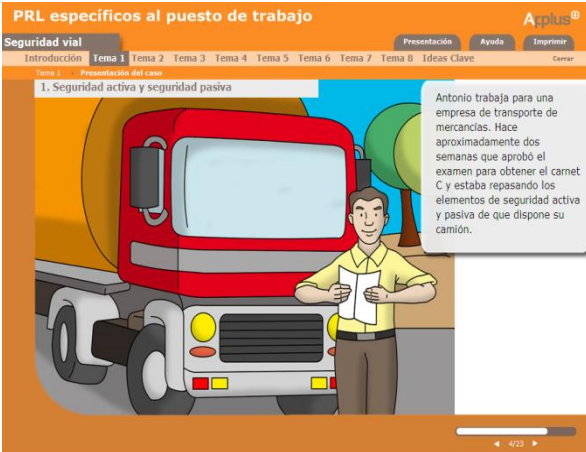 PRL específicos al puesto de trabajo
Applus+
Seguridad vial
Presentación Ayuda Imprimir
Introducción Tema 1 Tema 2 Tema 3 Tema 4 Tema 5 Tema 6 Tema 7 Tema 8 Ideas Clave Cerrar
Tema 1 Presentación del caso
1. Seguridad activa y seguridad pasiva
Antonio trabaja para una
empresa de transporte de
mercancías. Hace
aproximadamente dos
semanas que aprobó el
examen para obtener el carnet
C y estaba repasando los
elementos de seguridad activa
y pasiva de que dispone su
camión.
4/23